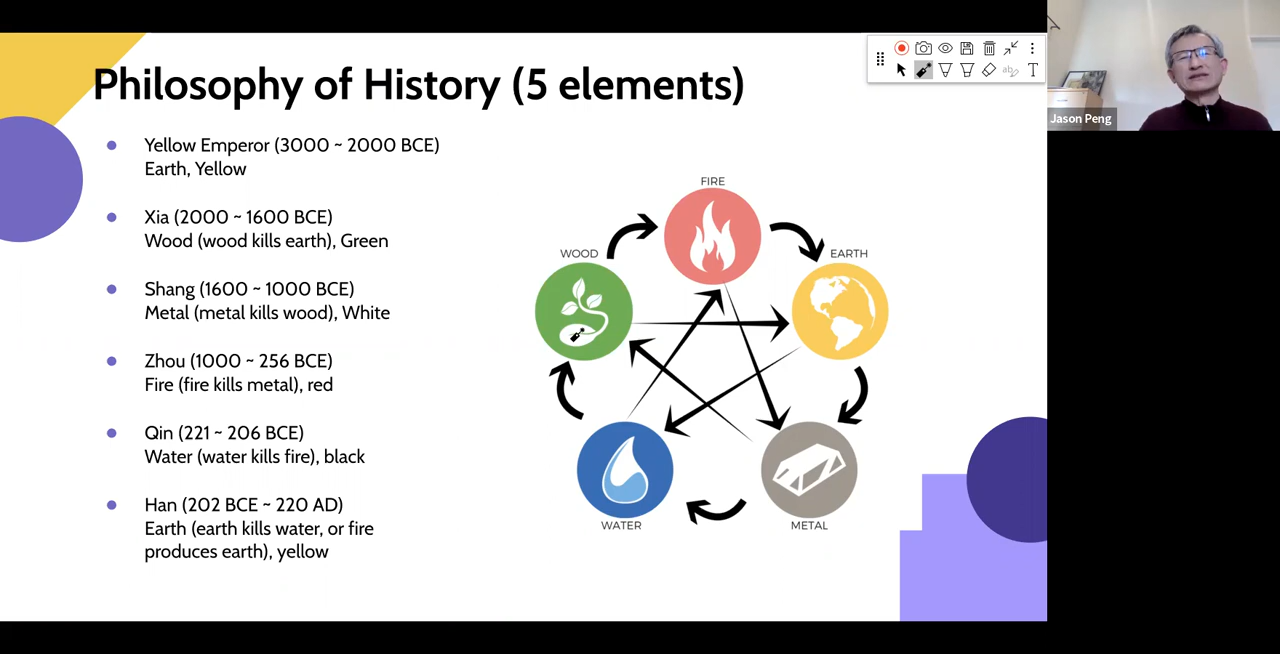 Philosophy of History (5 elements)
Yellow Emperor (3000 ~ 2000 BCE)
Earth, Yellow
Xia (2000 ~ 1600 BCE)
Wood (wood kills earth), Green
Shang (1600 ~ 1000 BCE)
Metal (metal kills wood), White
Zhou (1000 ~ 256 BCE)
Fire (fire kills metal), red
Qin (221 ~ 206 BCE)
Water (water kills fire), black
Han (202 BCE ~ 220 AD)
Earth (earth kills water, or fire
produces earth), yellow
FIRE
WOOD
EARTH
WATER
METAL
ab
T
Jason Peng